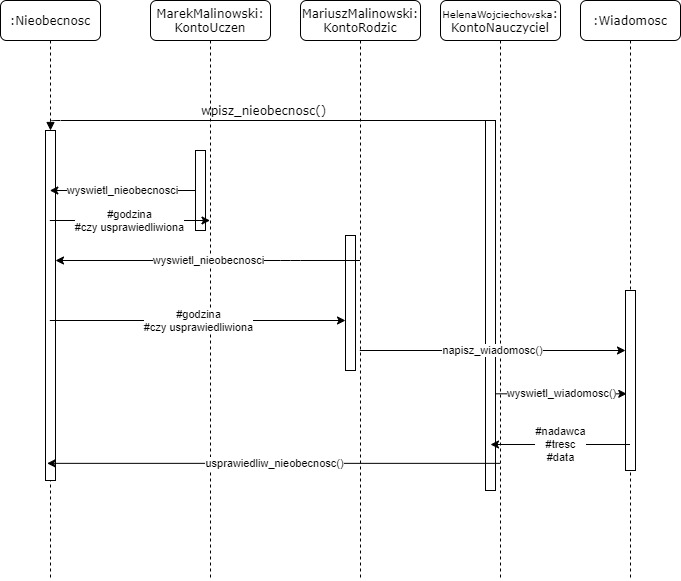 :Nieobecnosc
MarekMalinowski:
KontoUczen
MariuszMalinowski:
KontoRodzic
HelenaWojciechowska:
KontoNauczyciel
:Wiadomosc
wpisz_nieobecnosc()
wyswietl_nieobecnosci
#godzina
#czy usprawiedliwiona
wyswietl_nieobecnosci
#godzina
#czy usprawiedliwiona
napisz_wiadomosc()
wyswietl_wiadomosc()
#nadawca
#tresc
#data
usprawiedliw_nieobecnosc()